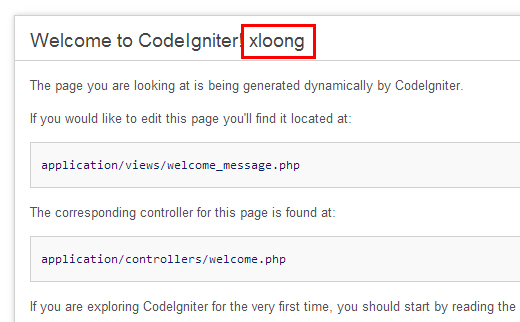 Welcome to CodeIgniter! xloong
The page you are looking at is being generated dynamically by CodeIgniter.
If you would like to edit this page you'll find it located at:
application/views/welcome_message.php
The corresponding controller for this page is found at:
application/controllers/welcome.php
If you are exploring CodeIgniter for the very first time, you should start by reading the